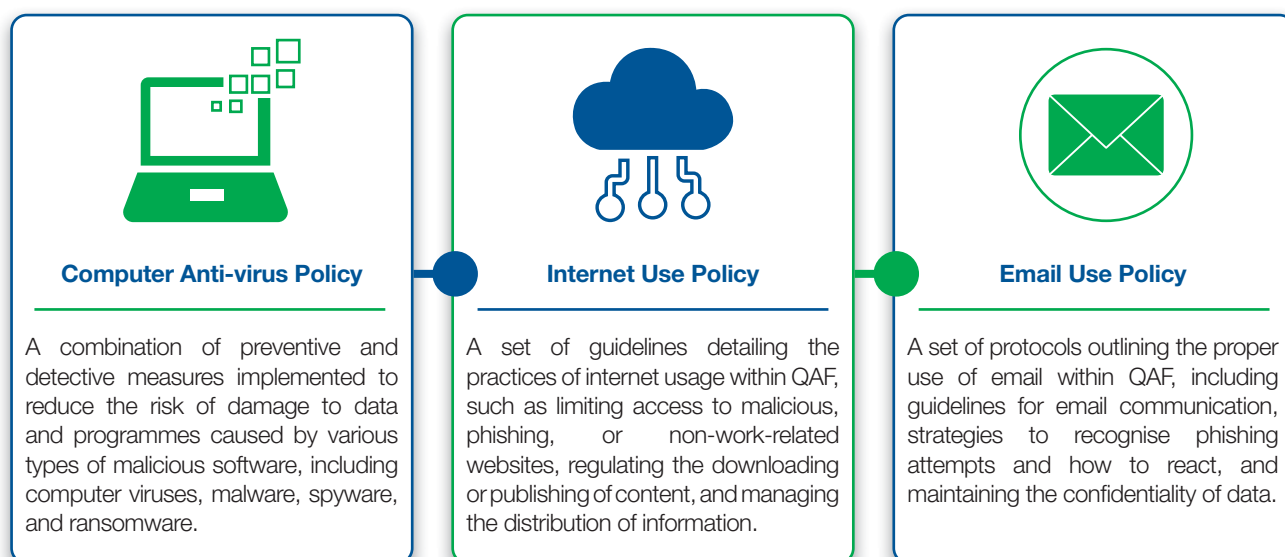 Computer Anti-virus Policy
A combination of preventive and
detective measures implemented to
reduce the risk of damage to data
and programmes caused by various
types of malicious software, including
computer viruses, malware, spyware,
and ransomware.
Internet Use Policy
A set of guidelines detailing the
practices of internet usage within QAF,
such as limiting access to malicious,
phishing, or non-work-related
websites, regulating the downloading
or publishing of content, and managing
the distribution of information.
Email Use Policy
A set of protocols outlining the proper
use of email within QAF, including
guidelines for email communication,
strategies to recognise phishing
attempts and how to react, and
maintaining the confidentiality of data.